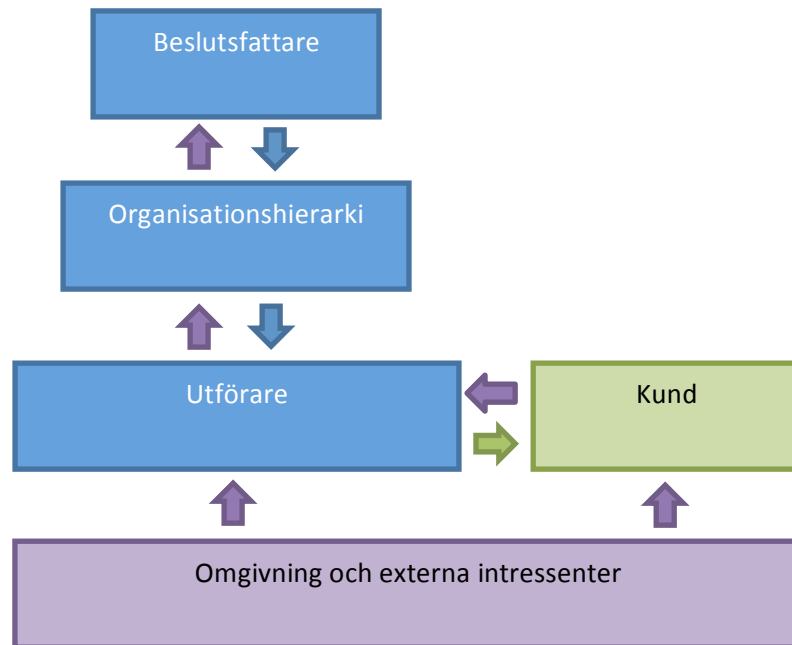 Beslutsfattare
Organisationshierarki
Utförare
Kund
Omgivning och externa intressenter